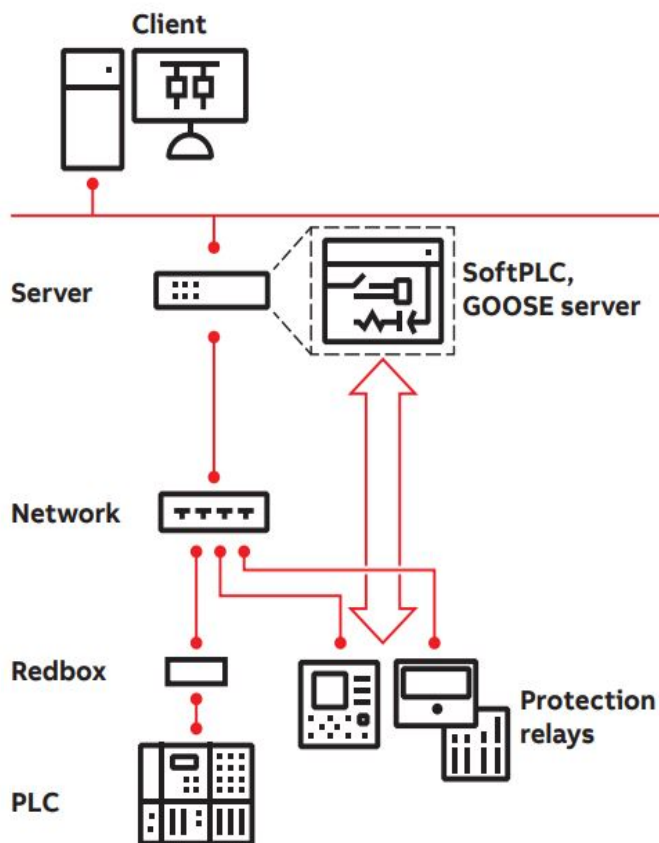 Client
Server
SoftPLC,
GOOSE server
Network
Redbox
Protection
relays
PLC